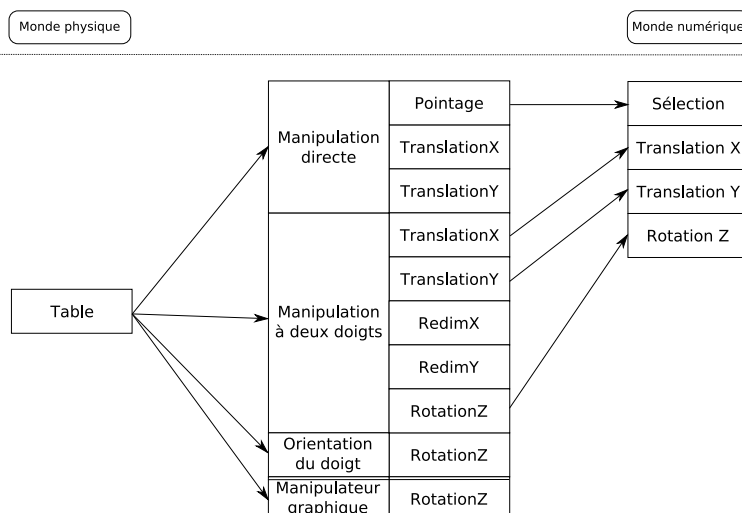 Monde physique
Monde numérique
Table
Manipulation
directe
Pointage
TranslationX
TranslationY
Manipulation
à deux doigts
TranslationX
TranslationY
RedimX
RedimY
RotationZ
Orientation
du doigt
RotationZ
Manipulateur
graphique
RotationZ
Sélection
Translation X
Translation Y
Rotation Z